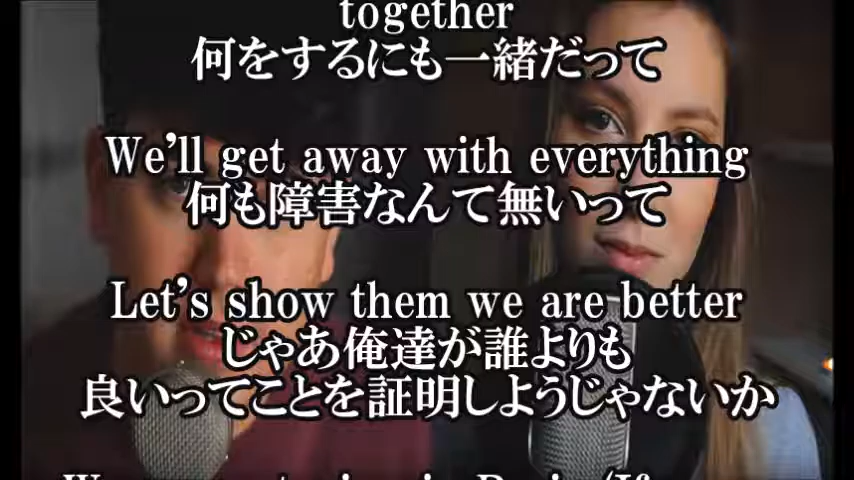 together
何をするにも一緒だって
We'll get away with everything
何も障害なんて無いって
Let's show them we are better
じゃあ俺達が誰よりも
良いってことを証明しようじゃないか